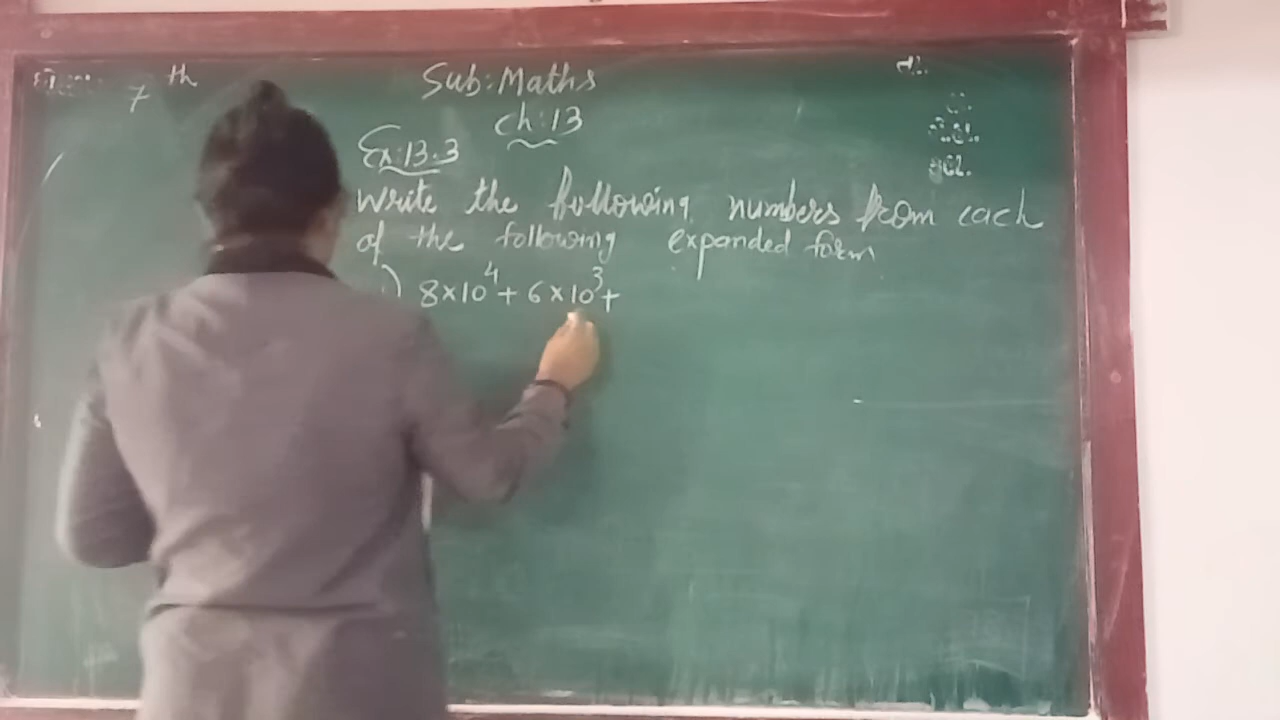 7th
Sub: Maths
Ch: 13
Ex: 13.3
Write the following numbers from each
of the following expanded form
8×10⁴ + 6×10³ +